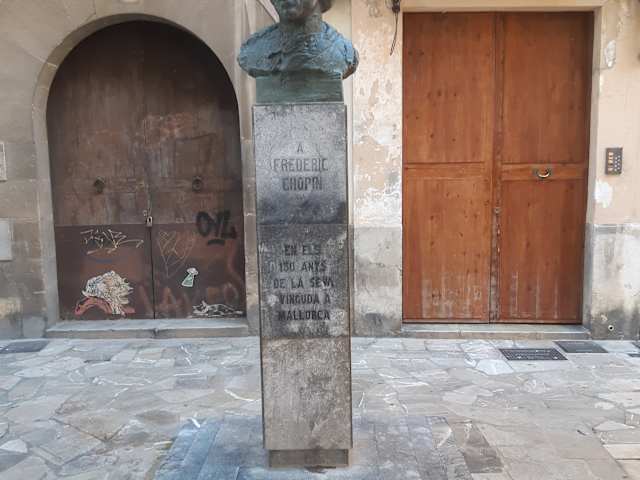 A
FREDERIC
CHOPIN
EN ELS
150 ANYS
DE LA SEVA
VINGUDA A
MALLORCA